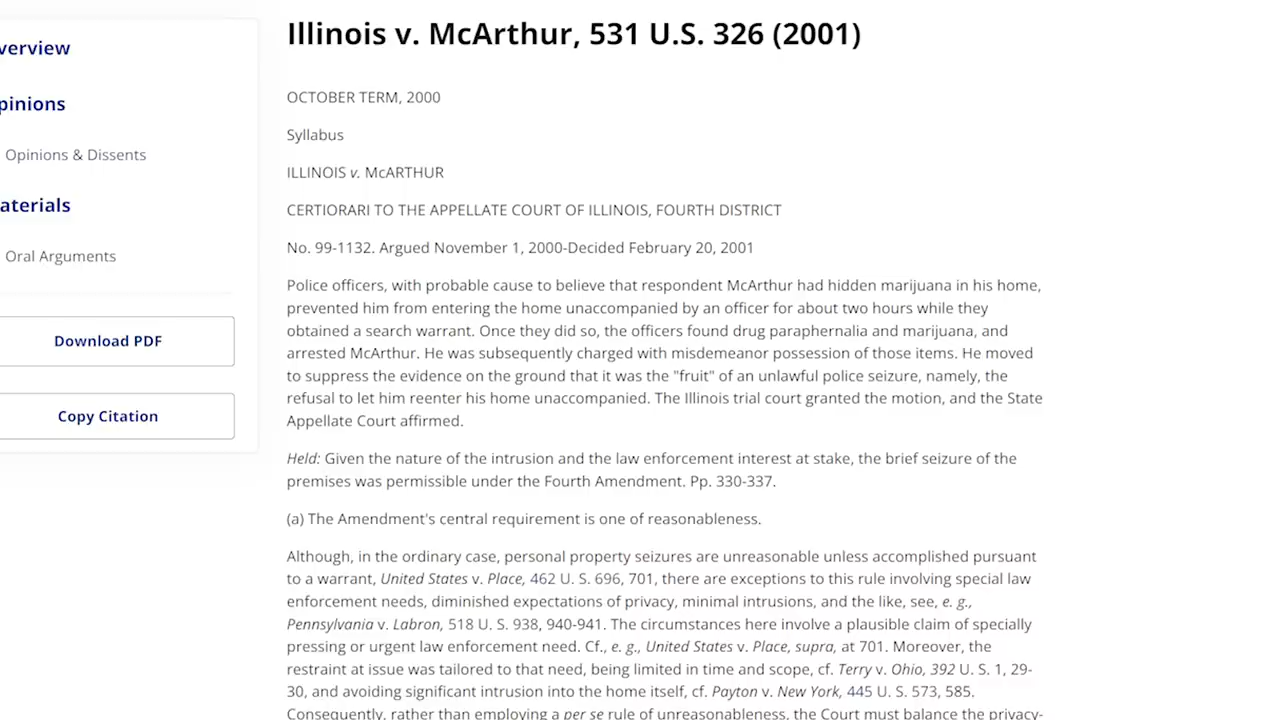 Illinois v. McArthur, 531 U.S. 326 (2001)
verview
pinions
Opinions & Dissents
aterials
Oral Arguments
Download PDF
Copy Citation
OCTOBER TERM, 2000
Syllabus
ILLINOIS v. McARTHUR
CERTIORARI TO THE APPELLATE COURT OF ILLINOIS, FOURTH DISTRICT
No. 99-1132. Argued November 1, 2000-Decided February 20, 2001
Police officers, with probable cause to believe that respondent McArthur had hidden marijuana in his home,
prevented him from entering the home unaccompanied by an officer for about two hours while they
obtained a search warrant. Once they did so, the officers found drug paraphernalia and marijuana, and
arrested McArthur. He was subsequently charged with misdemeanor possession of those items. He moved
to suppress the evidence on the ground that it was the "fruit" of an unlawful police seizure, namely, the
refusal to let him reenter his home unaccompanied. The Illinois trial court granted the motion, and the State
Appellate Court affirmed.
Held: Given the nature of the intrusion and the law enforcement interest at stake, the brief seizure of the
premises was permissible under the Fourth Amendment. Pp. 330-337.
(a) The Amendment's central requirement is one of reasonableness.
Although, in the ordinary case, personal property seizures are unreasonable unless accomplished pursuant
to a warrant, United States v. Place, 462 U. S. 696, 701, there are exceptions to this rule involving special law
enforcement needs, diminished expectations of privacy, minimal intrusions, and the like, see, e. g.,
Pennsylvania v. Labron, 518 U. S. 938, 940-941. The circumstances here involve a plausible claim of specially
pressing or urgent law enforcement need. Cf., e. g., United States v. Place, supra, at 701. Moreover, the
restraint at issue was tailored to that need, being limited in time and scope, cf. Terry v. Ohio, 392 U. S. 1, 29-
30, and avoiding significant intrusion into the home itself, cf. Payton v. New York, 445 U. S. 573, 585.
Consequently, rather than employing a per se rule of unreasonableness, the Court must balance the privacy-